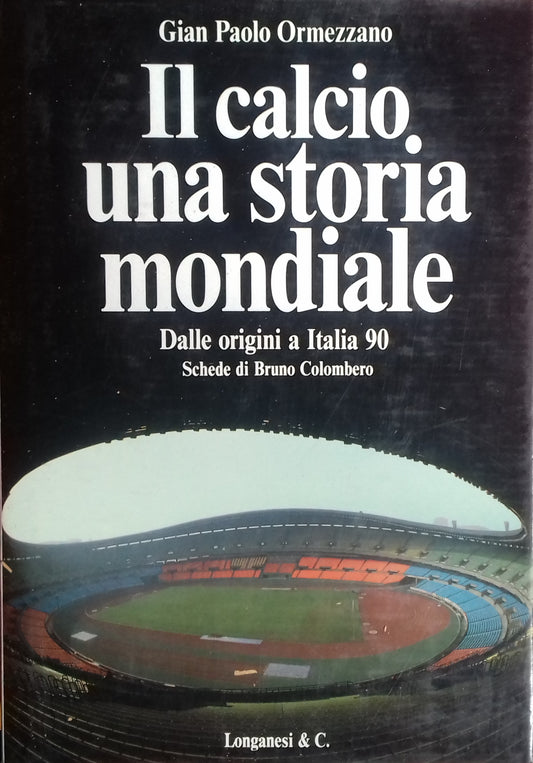 Gian Paolo Ormezzano
Il calcio
una storia
mondiale
Dalle origini a Italia 90
Schede di Bruno Colombero
Longanesi & C.